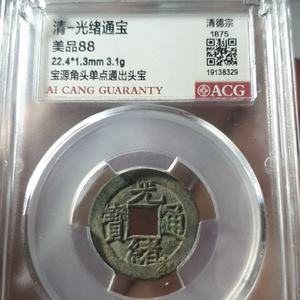 清-光绪通宝
美品88
22.4*1.3mm 3.1g
宝源角头单点通出头宝
AI CANG GUARANTY
清德宗
1875
19138329
ACG
光緒通寶